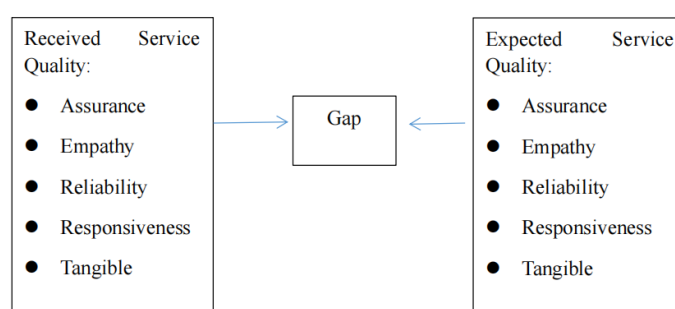 Received Service
Quality:
● Assurance
● Empathy
● Reliability
● Responsiveness
● Tangible
Gap
Expected Service
Quality:
● Assurance
● Empathy
● Reliability
● Responsiveness
● Tangible